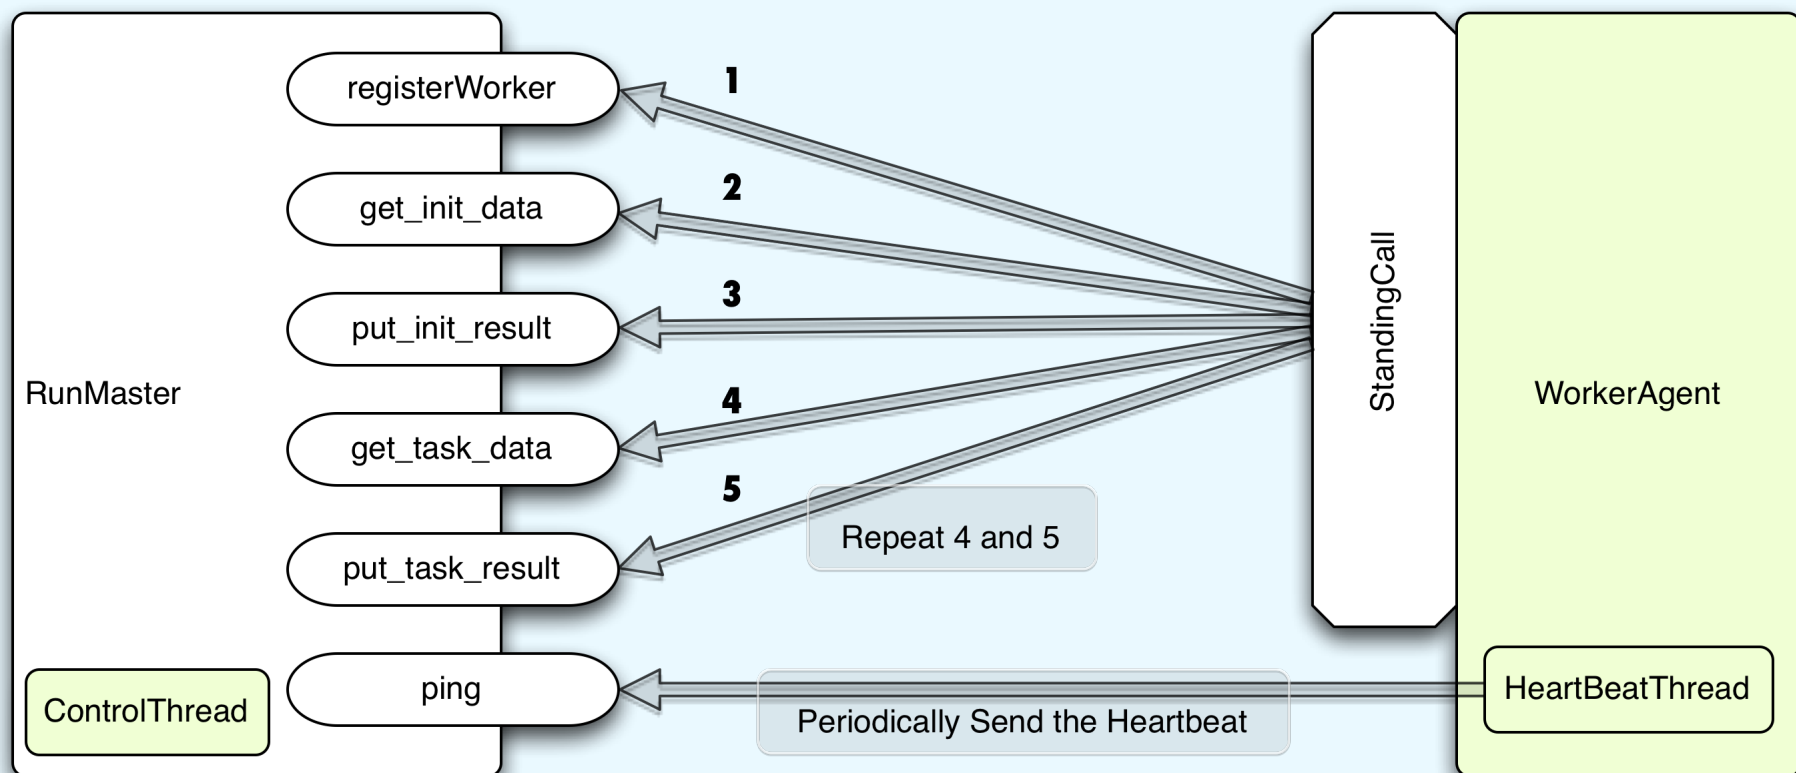 registerWorker
1
get_init_data
2
put_init_result
3
RunMaster
get_task_data
4
put_task_result
5
Repeat 4 and 5
StandingCall
WorkerAgent
ControlThread
ping
Periodically Send the Heartbeat
HeartBeatThread